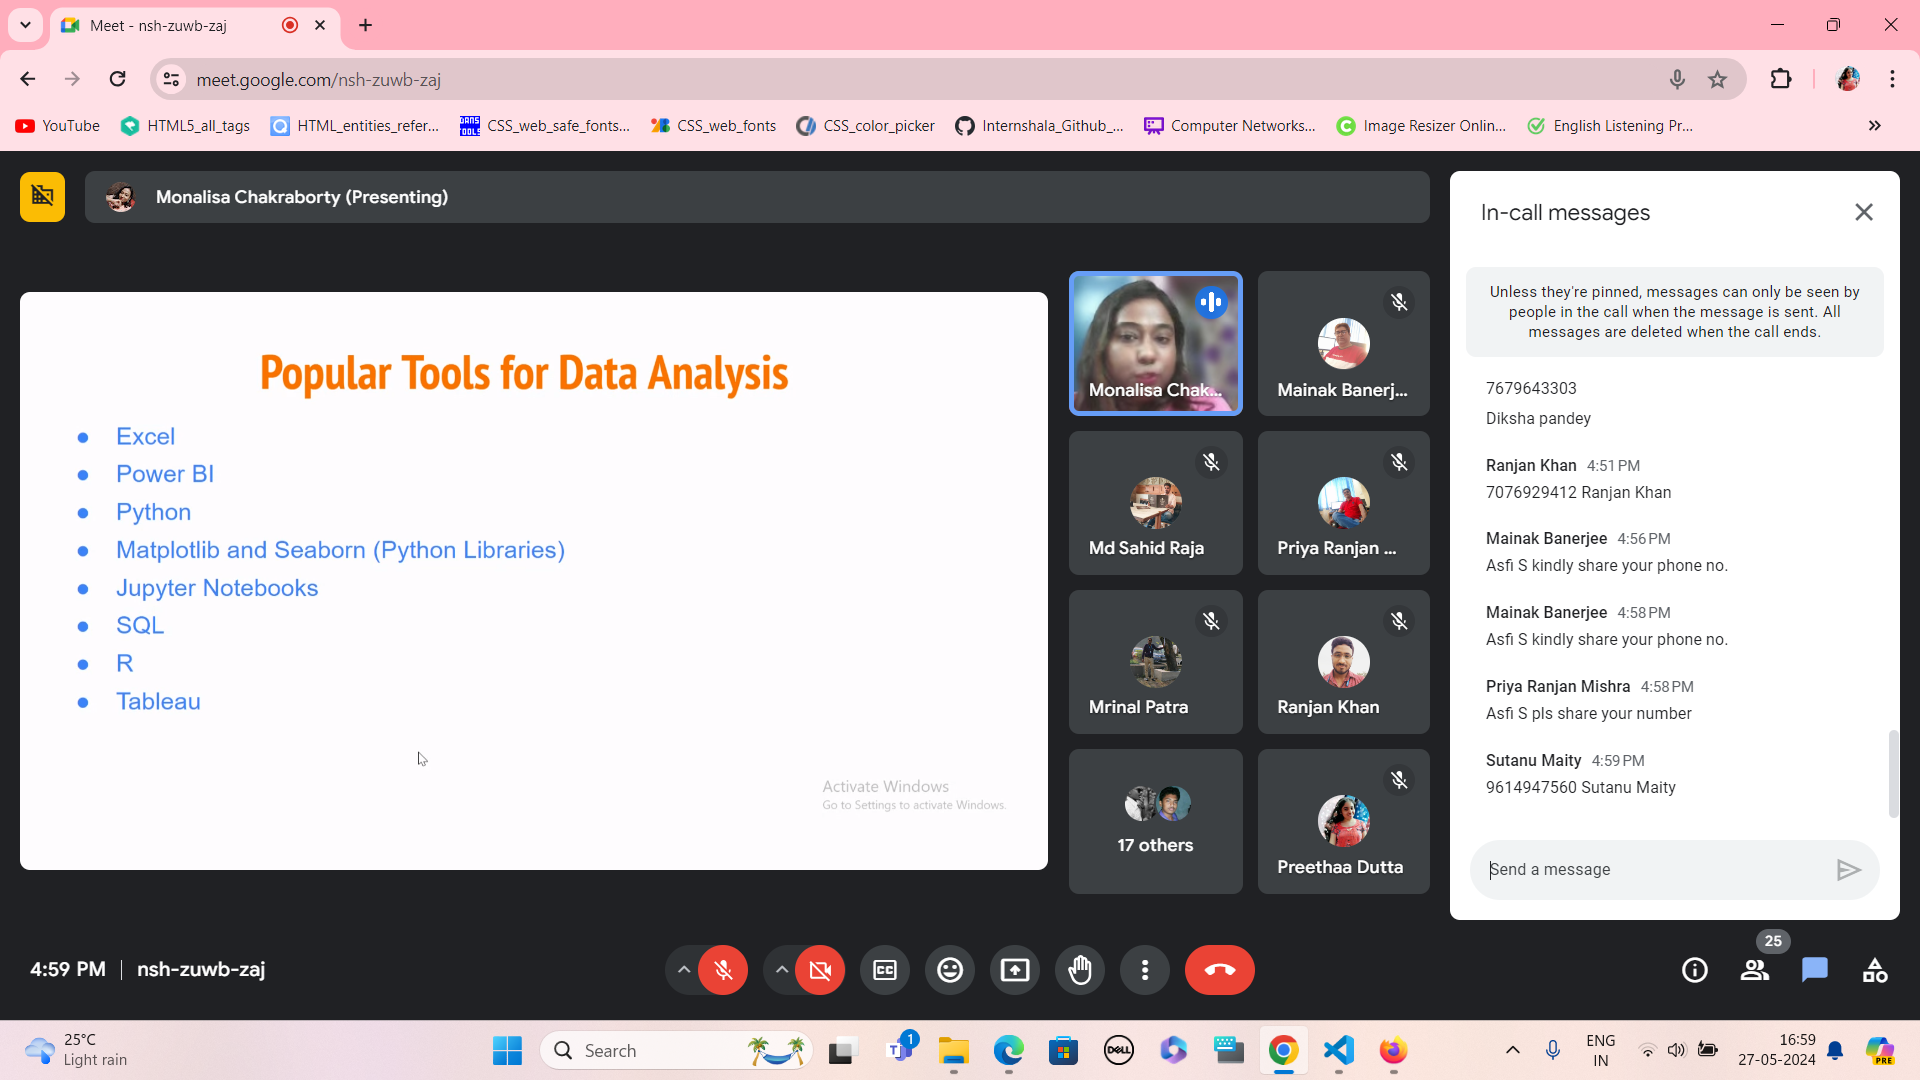 Meet - nsh-zuwb-zaj
meet.google.com/nsh-zuwb-zaj
YouTube
HTML5_all_tags
HTML_entities_refer...
CSS_web_safe_fonts...
CSS_web_fonts
CSS_color_picker
Internshala_Github_...
Computer Networks...
Image Resizer Onlin...
English Listening Pr...
Monalisa Chakraborty (Presenting)
Popular Tools for Data Analysis
Excel
Power BI
Python
Matplotlib and Seaborn (Python Libraries)
Jupyter Notebooks
SQL
R
Tableau
Activate Windows
Go to Settings to activate Windows.
Monalisa Chak...
Mainak Banerj...
Md Sahid Raja
Priya Ranjan ...
Mrinal Patra
Ranjan Khan
17 others
Preethaa Dutta
In-call messages
Unless they're pinned, messages can only be seen by
people in the call when the message is sent. All
messages are deleted when the call ends.
7679643303
Diksha pandey
Ranjan Khan 4:51 PM
7076929412 Ranjan Khan
Mainak Banerjee 4:56 PM
Asfi S kindly share your phone no.
Mainak Banerjee 4:58 PM
Asfi S kindly share your phone no.
Priya Ranjan Mishra 4:58 PM
Asfi S pls share your number
Sutanu Maity 4:59 PM
9614947560 Sutanu Maity
Send a message
4:59 PM | nsh-zuwb-zaj
CC
25
25°C
Light rain
Search
1
DELL
ENG
IN
16:59
27-05-2024
PRE